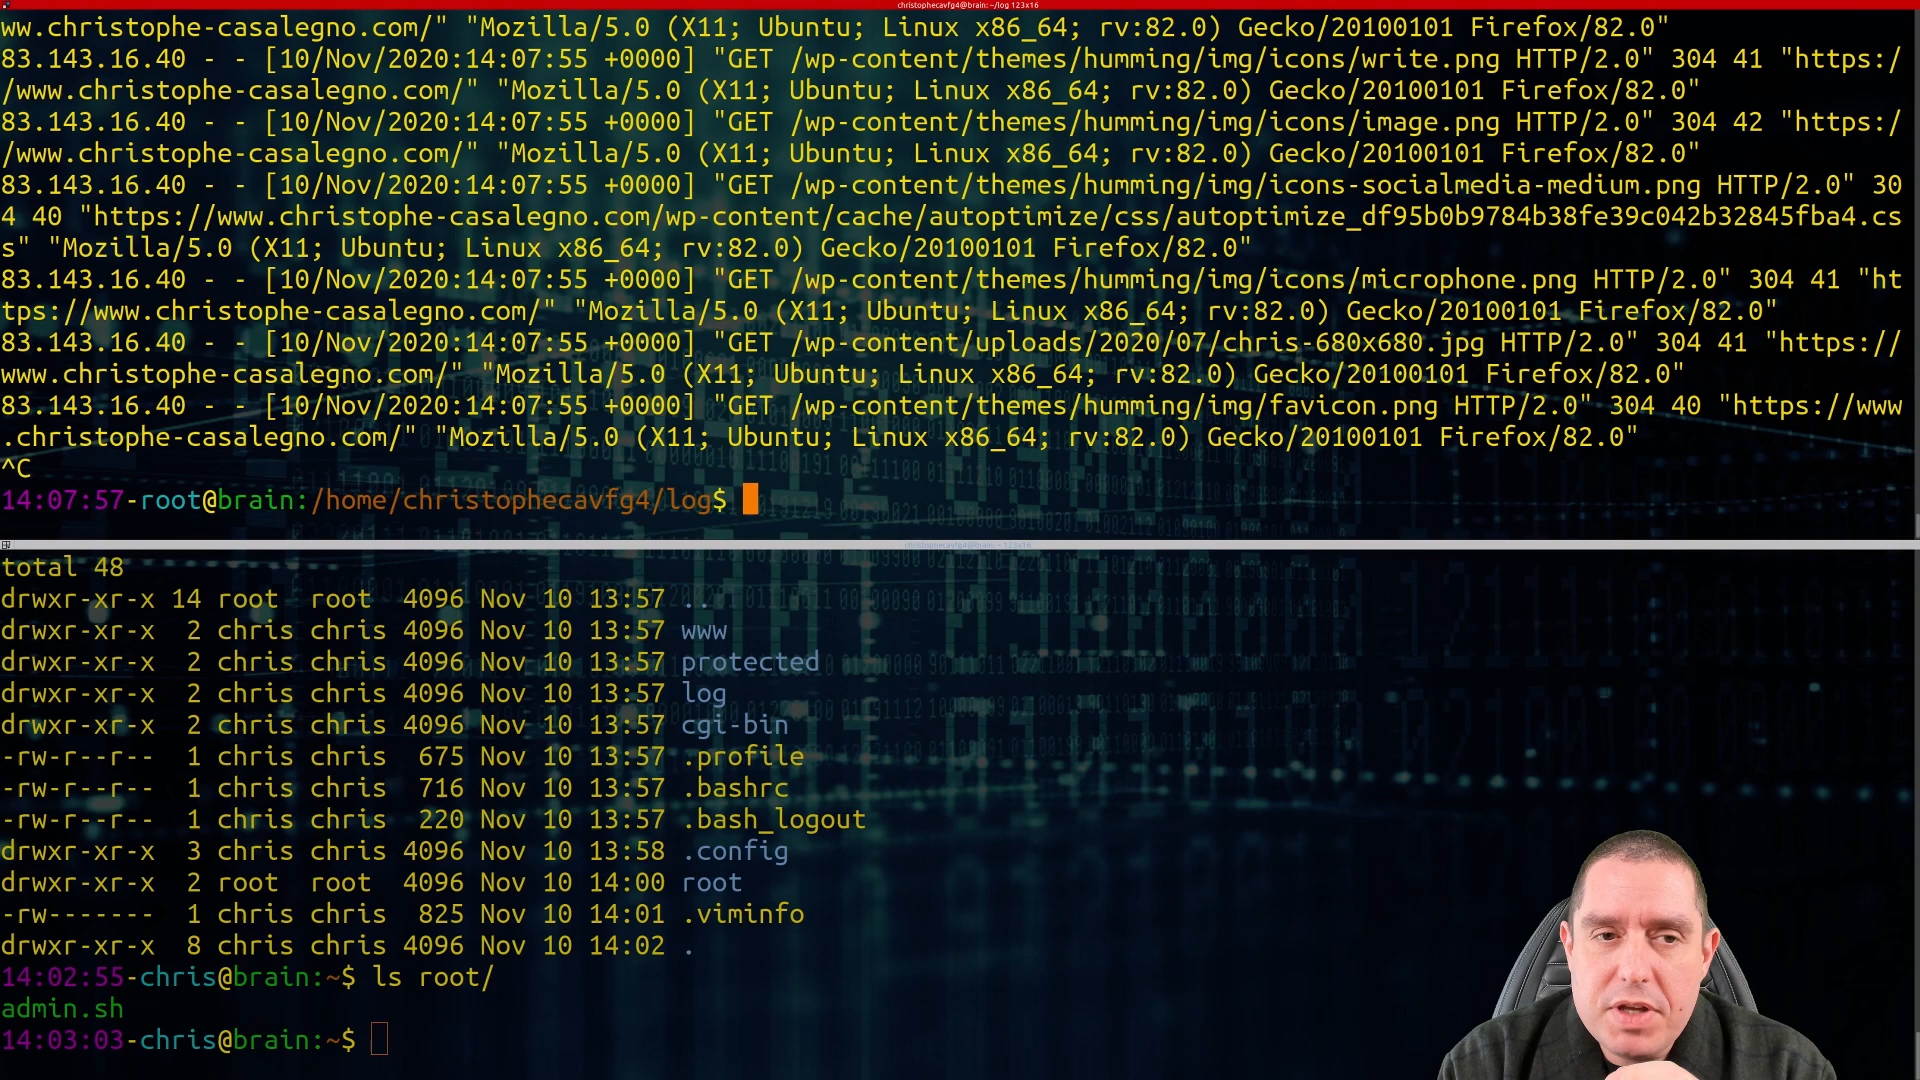 christophecavfg4@brain: ~/log 123x16
ww.christophe-casalegno.com/" "Mozilla/5.0 (X11; Ubuntu; Linux x86_64; rv:82.0) Gecko/20100101 Firefox/82.0"
83.143.16.40 - - [10/Nov/2020:14:07:55 +0000] "GET /wp-content/themes/humming/img/icons/write.png HTTP/2.0" 304 41 "https:/
/www.christophe-casalegno.com/" "Mozilla/5.0 (X11; Ubuntu; Linux x86_64; rv:82.0) Gecko/20100101 Firefox/82.0"
83.143.16.40 - - [10/Nov/2020:14:07:55 +0000] "GET /wp-content/themes/humming/img/icons/image.png HTTP/2.0" 304 42 "https:/
/www.christophe-casalegno.com/" "Mozilla/5.0 (X11; Ubuntu; Linux x86_64; rv:82.0) Gecko/20100101 Firefox/82.0"
83.143.16.40 - - [10/Nov/2020:14:07:55 +0000] "GET /wp-content/themes/humming/img/icons-socialmedia-medium.png HTTP/2.0" 30
4 40 "https://www.christophe-casalegno.com/wp-content/cache/autoptimize/css/autoptimize_df95b0b9784b38fe39c042b32845fba4.cs
s" "Mozilla/5.0 (X11; Ubuntu; Linux x86_64; rv:82.0) Gecko/20100101 Firefox/82.0"
83.143.16.40 - - [10/Nov/2020:14:07:55 +0000] "GET /wp-content/themes/humming/img/icons/microphone.png HTTP/2.0" 304 41 "ht
tps://www.christophe-casalegno.com/" "Mozilla/5.0 (X11; Ubuntu; Linux x86_64; rv:82.0) Gecko/20100101 Firefox/82.0"
83.143.16.40 - - [10/Nov/2020:14:07:55 +0000] "GET /wp-content/uploads/2020/07/chris-680x680.jpg HTTP/2.0" 304 41 "https://
www.christophe-casalegno.com/" "Mozilla/5.0 (X11; Ubuntu; Linux x86_64; rv:82.0) Gecko/20100101 Firefox/82.0"
83.143.16.40 - - [10/Nov/2020:14:07:55 +0000] "GET /wp-content/themes/humming/img/favicon.png HTTP/2.0" 304 40 "https://www
.christophe-casalegno.com/" "Mozilla/5.0 (X11; Ubuntu; Linux x86_64; rv:82.0) Gecko/20100101 Firefox/82.0"
^C
14:07:57-root@brain:/home/christophecavfg4/log$
christophecavfg4@brain: ~ 123x16
total 48
drwxr-xr-x 14 root  root  4096 Nov 10 13:57 ..
drwxr-xr-x  2 chris chris 4096 Nov 10 13:57 www
drwxr-xr-x  2 chris chris 4096 Nov 10 13:57 protected
drwxr-xr-x  2 chris chris 4096 Nov 10 13:57 log
drwxr-xr-x  2 chris chris 4096 Nov 10 13:57 cgi-bin
-rw-r--r--  1 chris chris  675 Nov 10 13:57 .profile
-rw-r--r--  1 chris chris  716 Nov 10 13:57 .bashrc
-rw-r--r--  1 chris chris  220 Nov 10 13:57 .bash_logout
drwxr-xr-x  3 chris chris 4096 Nov 10 13:58 .config
drwxr-xr-x  2 root  root  4096 Nov 10 14:00 root
-rw-------  1 chris chris  825 Nov 10 14:01 .viminfo
drwxr-xr-x  8 chris chris 4096 Nov 10 14:02 .
14:02:55-chris@brain:~$ ls root/
admin.sh
14:03:03-chris@brain:~$